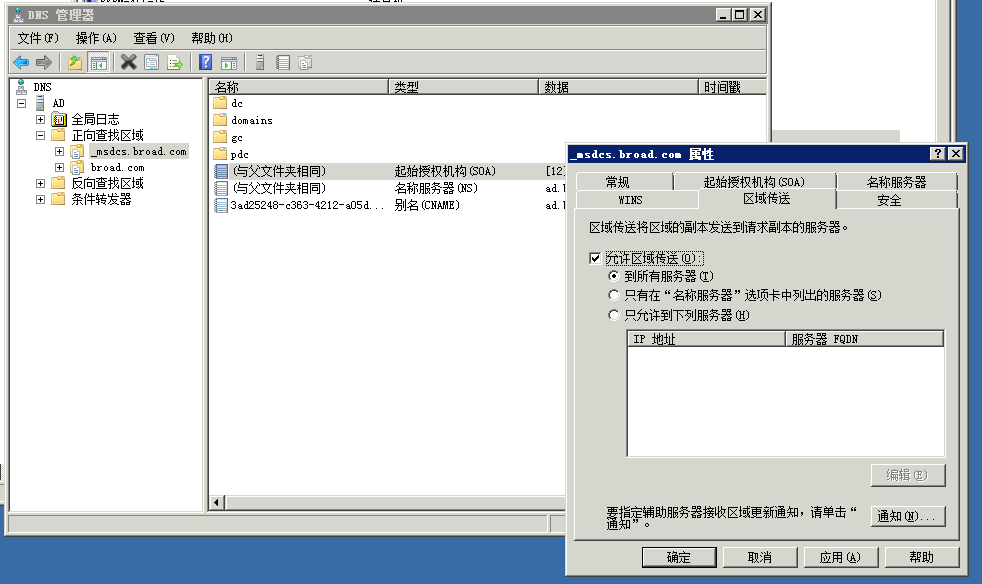 DNS 管理器
文件(F) 操作(A) 查看(V) 帮助(H)
DNS
AD
全局日志
正向查找区域
_msdcs.broad.com
broad.com
反向查找区域
条件转发器
名称 类型 数据 时间戳
dc
domains
gc
pdc
(与父文件夹相同) 起始授权机构(SOA) [12]
(与父文件夹相同) 名称服务器(NS) ad.
3ad25248-c363-4212-a05d... 别名(CNAME) ad.
_msdcs.broad.com 属性
常规 起始授权机构(SOA) 名称服务器
WINS 区域传送 安全
区域传送将区域的副本发送到请求副本的服务器。
允许区域传送(O):
到所有服务器(T)
只有在“名称服务器”选项卡中列出的服务器(S)
只允许到下列服务器(H)
IP 地址 服务器 FQDN
编辑(E)
要指定辅助服务器接收区域更新通知，请单击“
通知”。
通知(N)...
确定 取消 应用(A) 帮助